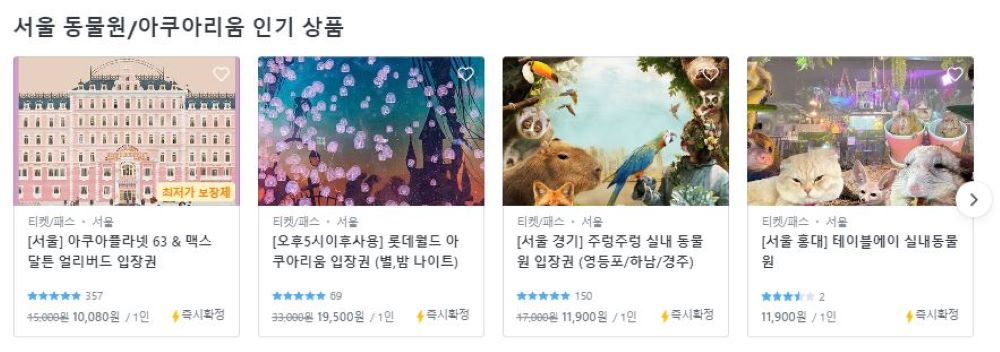 서울 동물원/아쿠아리움 인기 상품
최저가 보장제
티켓/패스 · 서울
[서울] 아쿠아플라넷 63 & 맥스
달튼 얼리버드 입장권
357
15,000원 10,080원 / 1인 즉시확정
티켓/패스 · 서울
[오후5시이후사용] 롯데월드 아
쿠아리움 입장권 (별,밤 나이트)
69
33,000원 19,500원 / 1인 즉시확정
티켓/패스 · 서울
[서울 경기] 주렁주렁 실내 동물
원 입장권 (영등포/하남/경주)
150
17,000원 11,900원 / 1인 즉시확정
티켓/패스 · 서울
[서울 홍대] 테이블에이 실내동물
원
2
11,900원 / 1인 즉시확정